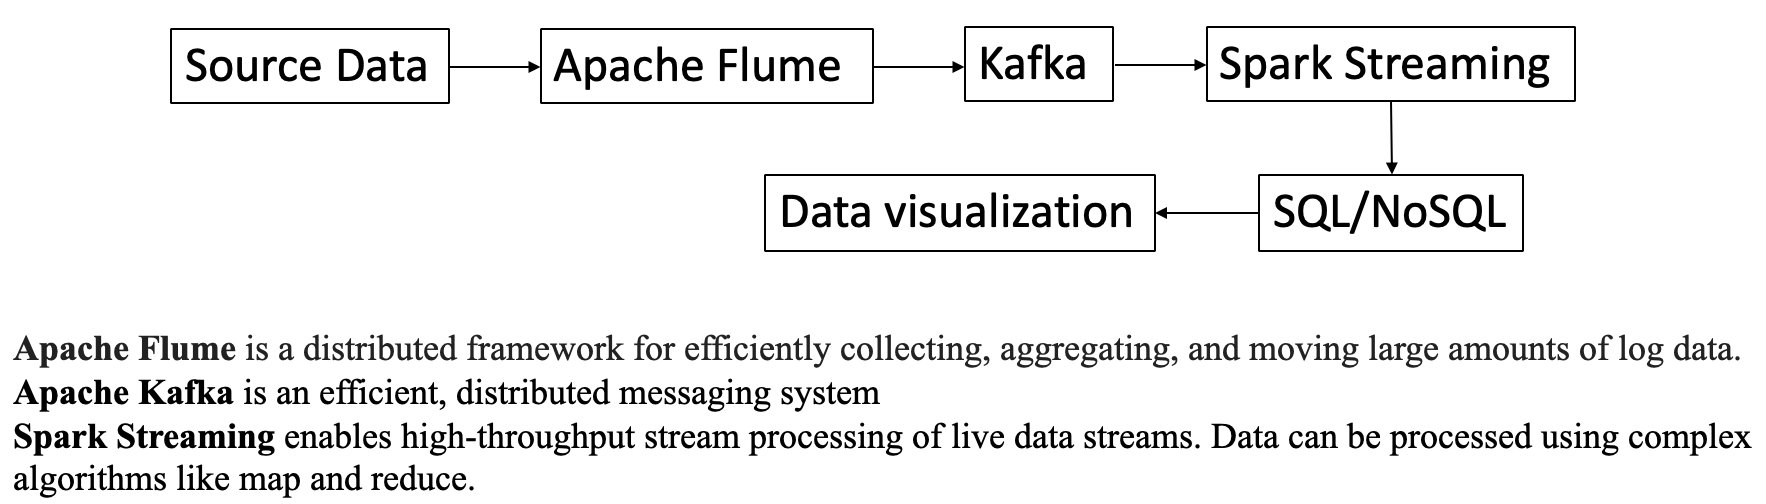 Source Data
Apache Flume
Kafka
Spark Streaming
SQL/NoSQL
Data visualization
Apache Flume is a distributed framework for efficiently collecting, aggregating, and moving large amounts of log data.
Apache Kafka is an efficient, distributed messaging system
Spark Streaming enables high-throughput stream processing of live data streams. Data can be processed using complex
algorithms like map and reduce.